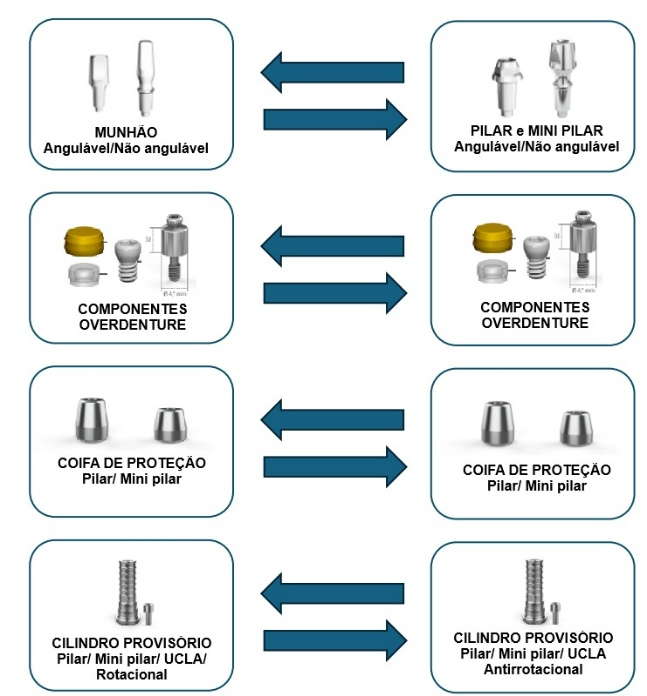 MUNHÃO
Angulável/Não angulável
PILAR e MINI PILAR
Angulável/Não angulável
COMPONENTES
OVERDENTURE
COMPONENTES
OVERDENTURE
COIFA DE PROTEÇÃO
Pilar/ Mini pilar
COIFA DE PROTEÇÃO
Pilar/ Mini pilar
CILINDRO PROVISÓRIO
Pilar/ Mini pilar/ UCLA/
Rotacional
CILINDRO PROVISÓRIO
Pilar/ Mini pilar/ UCLA
Antirrotacional